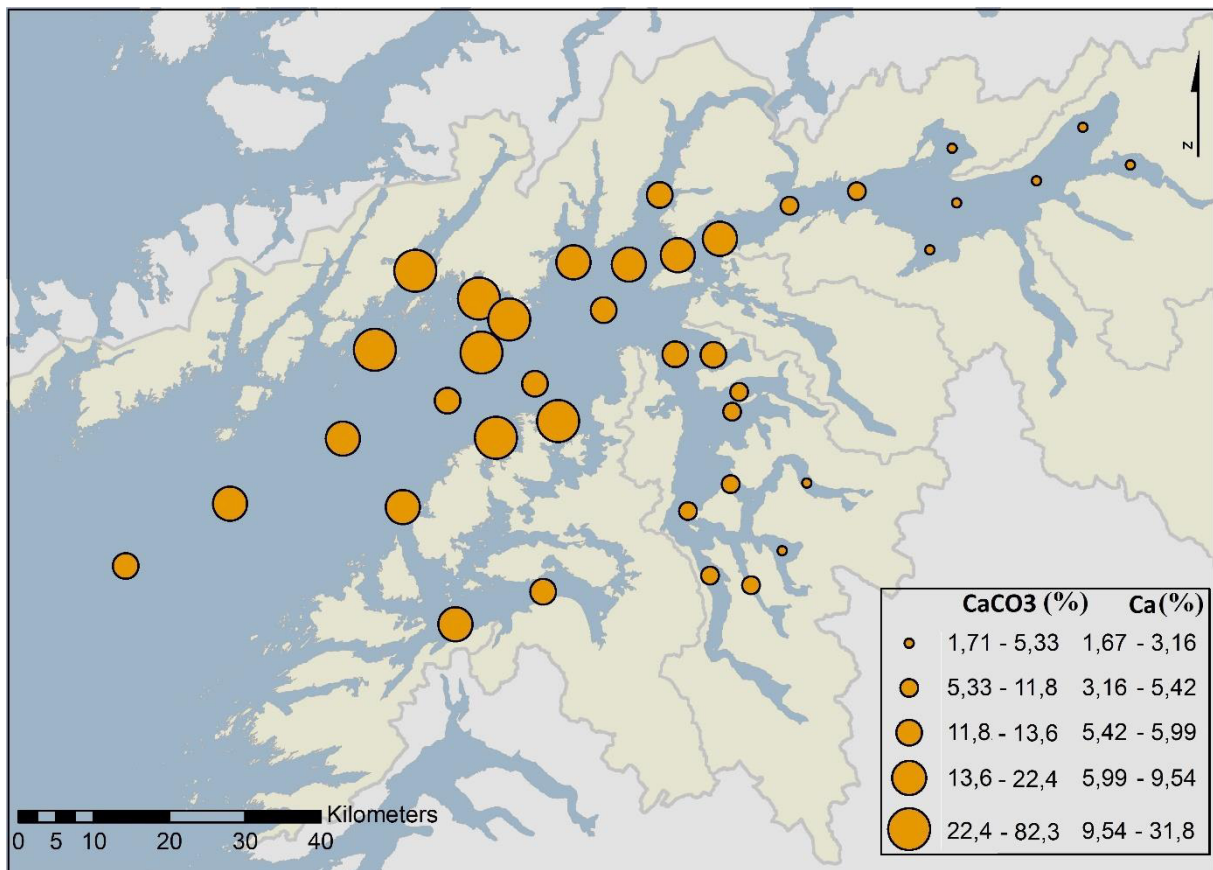 N
CaCO3 (%) Ca(%)
1,71 - 5,33 1,67 - 3,16
5,33 - 11,8 3,16 - 5,42
11,8 - 13,6 5,42 - 5,99
13,6 - 22,4 5,99 - 9,54
22,4 - 82,3 9,54 - 31,8
Kilometers
0 5 10 20 30 40